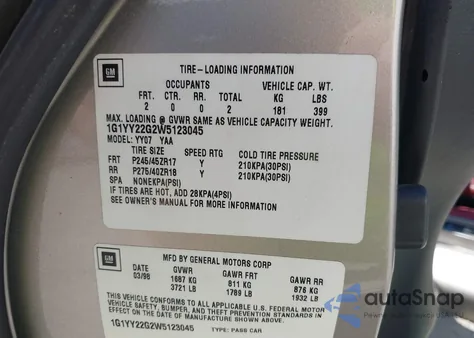 GM
TIRE-LOADING INFORMATION
OCCUPANTS VEHICLE CAP. WT.
FRT. CTR. RR. TOTAL KG LBS
2 0 0 2 181 399
MAX. LOADING @ GVWR SAME AS VEHICLE CAPACITY WEIGHT.
1G1YY22G2W5123045
MODEL: YY07 YAA
TIRE SIZE SPEED RTG COLD TIRE PRESSURE
FRT P245/45ZR17 Y 210KPA(30PSI)
RR P275/40ZR18 Y 210KPA(30PSI)
SPA NONEKPA(PSI)
IF TIRES ARE HOT, ADD 28KPA(4PSI)
SEE OWNER'S MANUAL FOR MORE INFORMATION
GM
MFD BY GENERAL MOTORS CORP
DATE GVWR GAWR FRT GAWR RR
03/98 1687 KG 811 KG 876 KG
3721 LB 1789 LB 1932 LB
THIS VEHICLE CONFORMS TO ALL APPLICABLE U.S. FEDERAL MOTOR
VEHICLE SAFETY, BUMPER, AND THEFT PREVENTION STANDARDS IN
EFFECT ON THE DATE OF MANUFACTURE SHOWN ABOVE.
1G1YY22G2W5123045 TYPE: PASS CAR
autoSnap